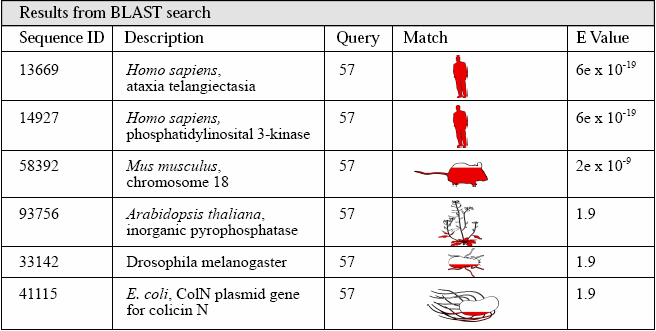 Results from BLAST search
Sequence ID Description Query Match E Value
13669 Homo sapiens, 57 6e x 10-19
ataxia telangiectasia
14927 Homo sapiens, 57 6e x 10-19
phosphatidylinosital 3-kinase
58392 Mus musculus, 57 2e x 10-9
chromosome 18
93756 Arabidopsis thaliana, 57 1.9
inorganic pyrophosphatase
33142 Drosophila melanogaster 57 1.9
41115 E. coli, ColN plasmid gene 57 1.9
for colicin N